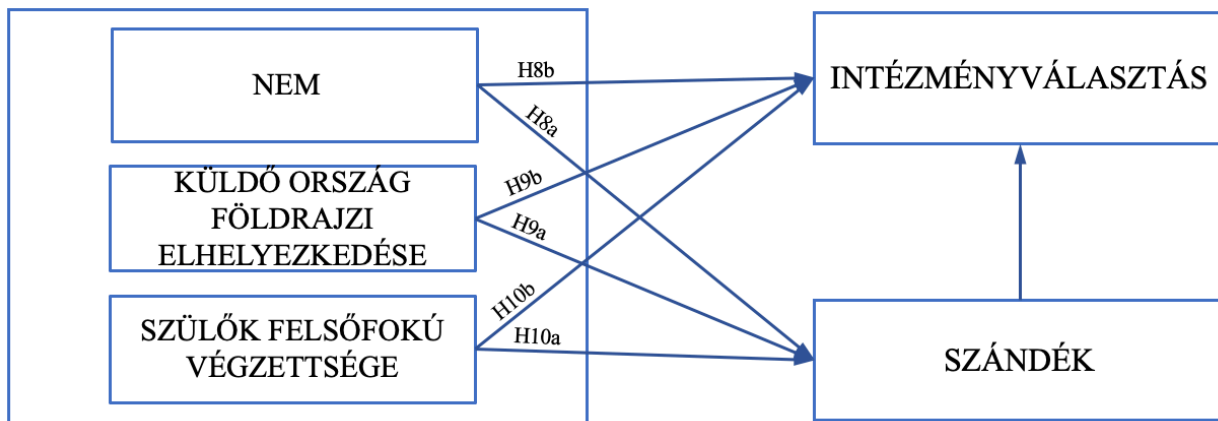 NEM
KÜLDŐ ORSZÁG
FÖLDRAJZI
ELHELYEZKEDÉSE
SZÜLŐK FELSŐFOKÚ
VÉGZETTSÉGE
H8b
H8a
H9b
H9a
H10b
H10a
INTÉZMÉNYVÁLASZTÁS
SZÁNDÉK